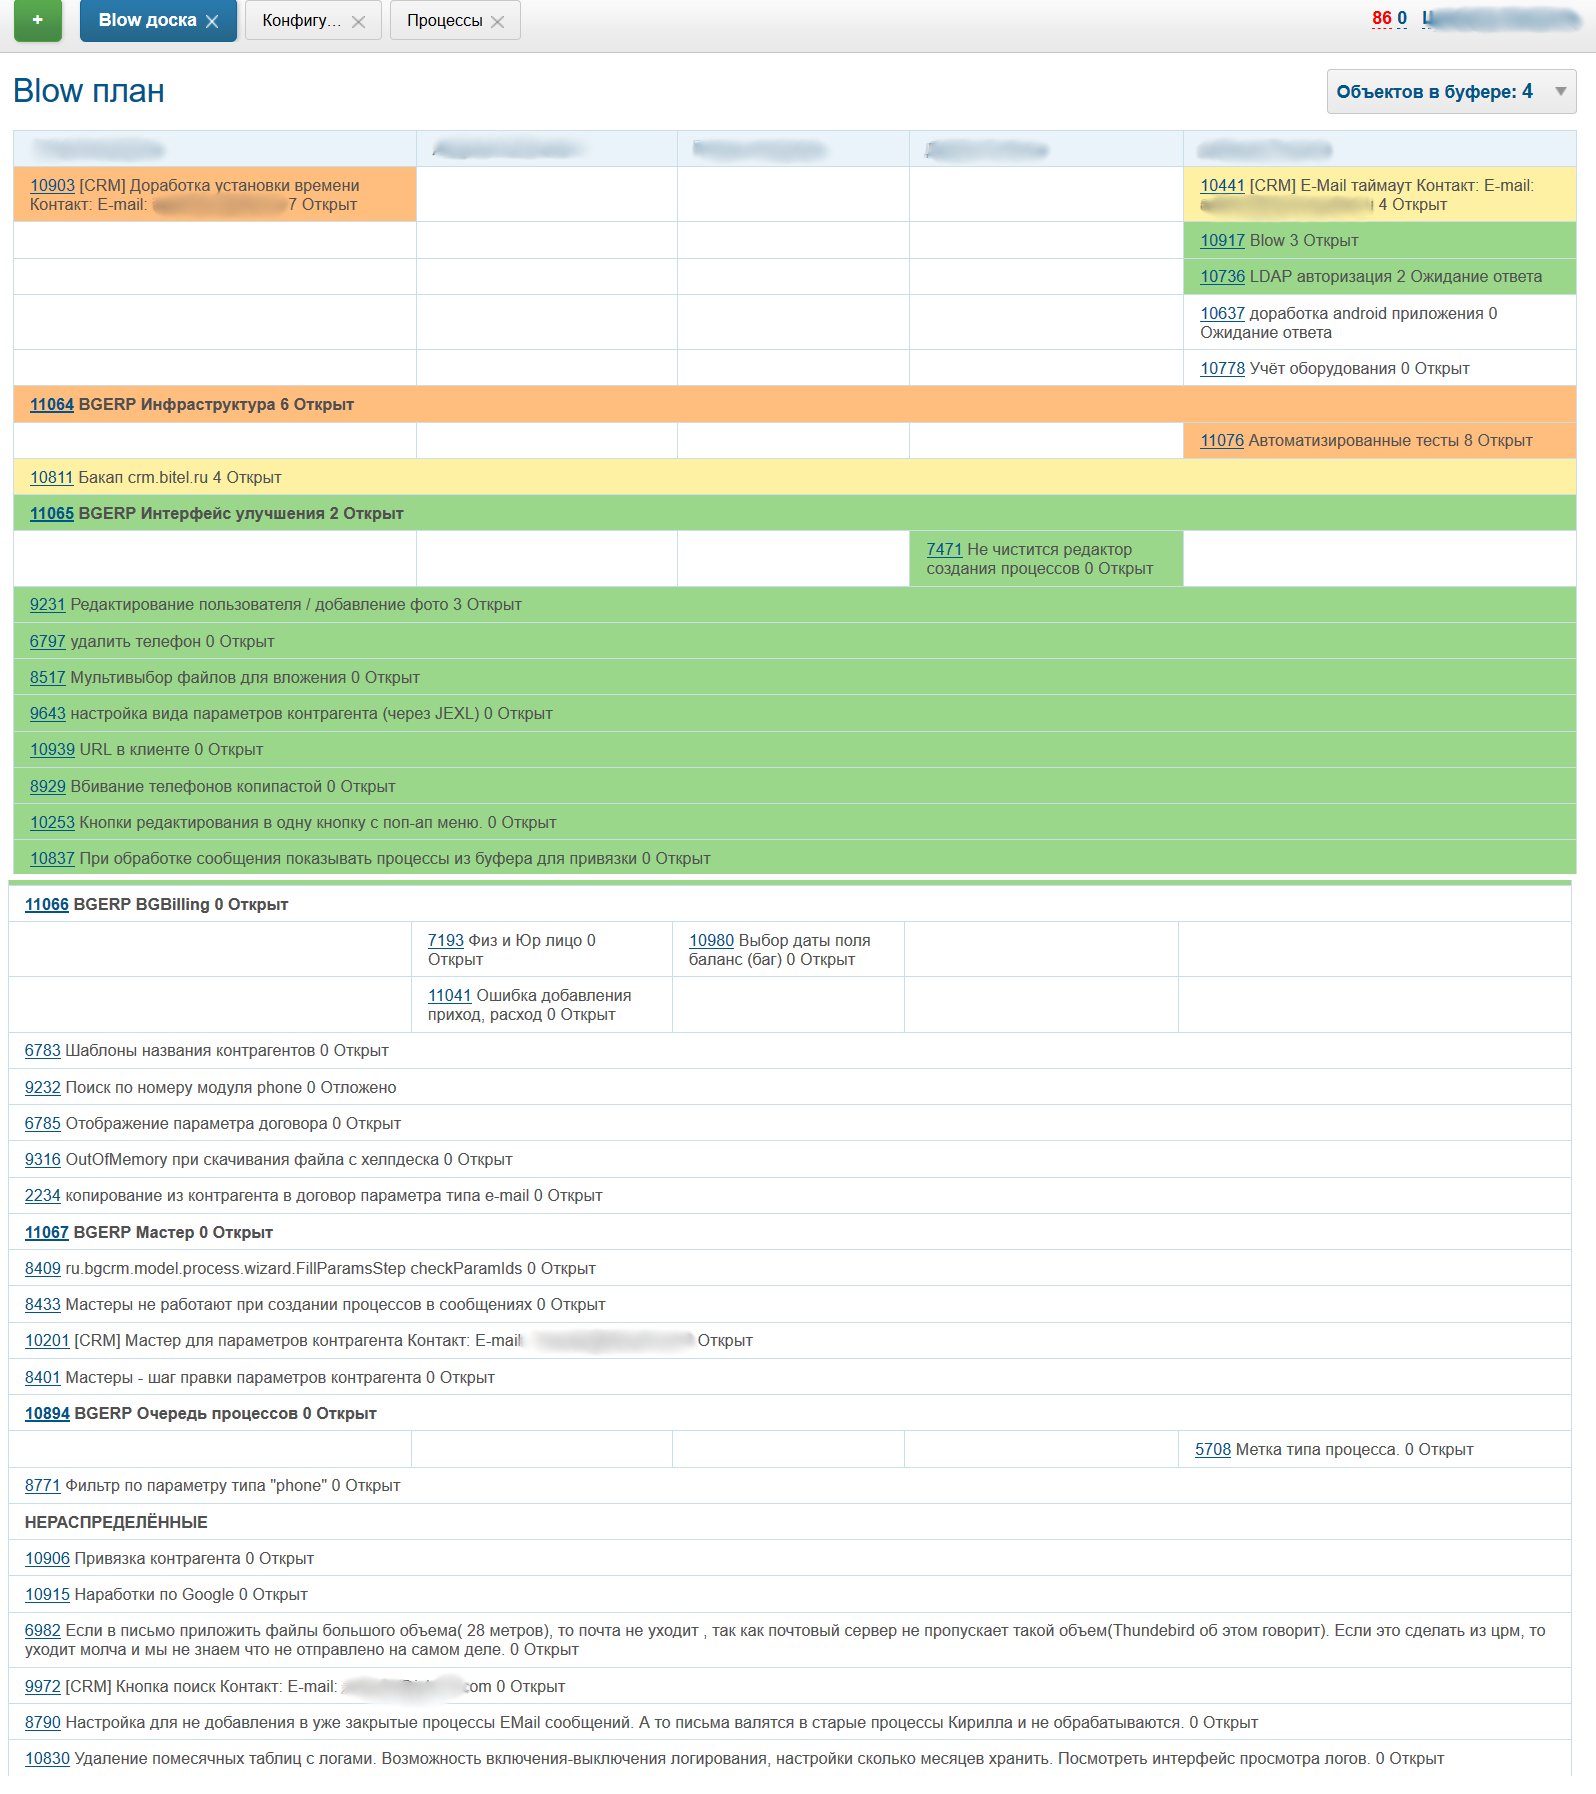 + Blow доска Конфигу… Процессы 86 0
Blow план
Объектов в буфере: 4
10903 [CRM] Доработка установки времени
Контакт: E-mail: 7 Открыт
10441 [CRM] E-Mail таймаут Контакт: E-mail:
4 Открыт
10917 Blow 3 Открыт
10736 LDAP авторизация 2 Ожидание ответа
10637 доработка android приложения 0
Ожидание ответа
10778 Учёт оборудования 0 Открыт
11064 BGERP Инфраструктура 6 Открыт
11076 Автоматизированные тесты 8 Открыт
10811 Бакап crm.bitel.ru 4 Открыт
11065 BGERP Интерфейс улучшения 2 Открыт
7471 Не чистится редактор
создания процессов 0 Открыт
9231 Редактирование пользователя / добавление фото 3 Открыт
6797 удалить телефон 0 Открыт
8517 Мультивыбор файлов для вложения 0 Открыт
9643 настройка вида параметров контрагента (через JEXL) 0 Открыт
10939 URL в клиенте 0 Открыт
8929 Вбивание телефонов копипастой 0 Открыт
10253 Кнопки редактирования в одну кнопку с поп-ап меню. 0 Открыт
10837 При обработке сообщения показывать процессы из буфера для привязки 0 Открыт
11066 BGERP BGBilling 0 Открыт
7193 Физ и Юр лицо 0
Открыт
10980 Выбор даты поля
баланс (баг) 0 Открыт
11041 Ошибка добавления
приход, расход 0 Открыт
6783 Шаблоны названия контрагентов 0 Открыт
9232 Поиск по номеру модуля phone 0 Отложено
6785 Отображение параметра договора 0 Открыт
9316 OutOfMemory при скачивания файла с хелпдеска 0 Открыт
2234 копирование из контрагента в договор параметра типа e-mail 0 Открыт
11067 BGERP Мастер 0 Открыт
8409 ru.bgcrm.model.process.wizard.FillParamsStep checkParamIds 0 Открыт
8433 Мастеры не работают при создании процессов в сообщениях 0 Открыт
10201 [CRM] Мастер для параметров контрагента Контакт: E-mail Открыт
8401 Мастеры - шаг правки параметров контрагента 0 Открыт
10894 BGERP Очередь процессов 0 Открыт
5708 Метка типа процесса. 0 Открыт
8771 Фильтр по параметру типа "phone" 0 Открыт
НЕРАСПРЕДЕЛЁННЫЕ
10906 Привязка контрагента 0 Открыт
10915 Наработки по Google 0 Открыт
6982 Если в письмо приложить файлы большого объема( 28 метров), то почта не уходит , так как почтовый сервер не пропускает такой объем(Thundebird об этом говорит). Если это сделать из црм, то
уходит молча и мы не знаем что не отправлено на самом деле. 0 Открыт
9972 [CRM] Кнопка поиск Контакт: E-mail: com 0 Открыт
8790 Настройка для не добавления в уже закрытые процессы EMail сообщений. А то письма валятся в старые процессы Кирилла и не обрабатываются. 0 Открыт
10830 Удаление помесячных таблиц с логами. Возможность включения-выключения логирования, настройки сколько месяцев хранить. Посмотреть интерфейс просмотра логов. 0 Открыт